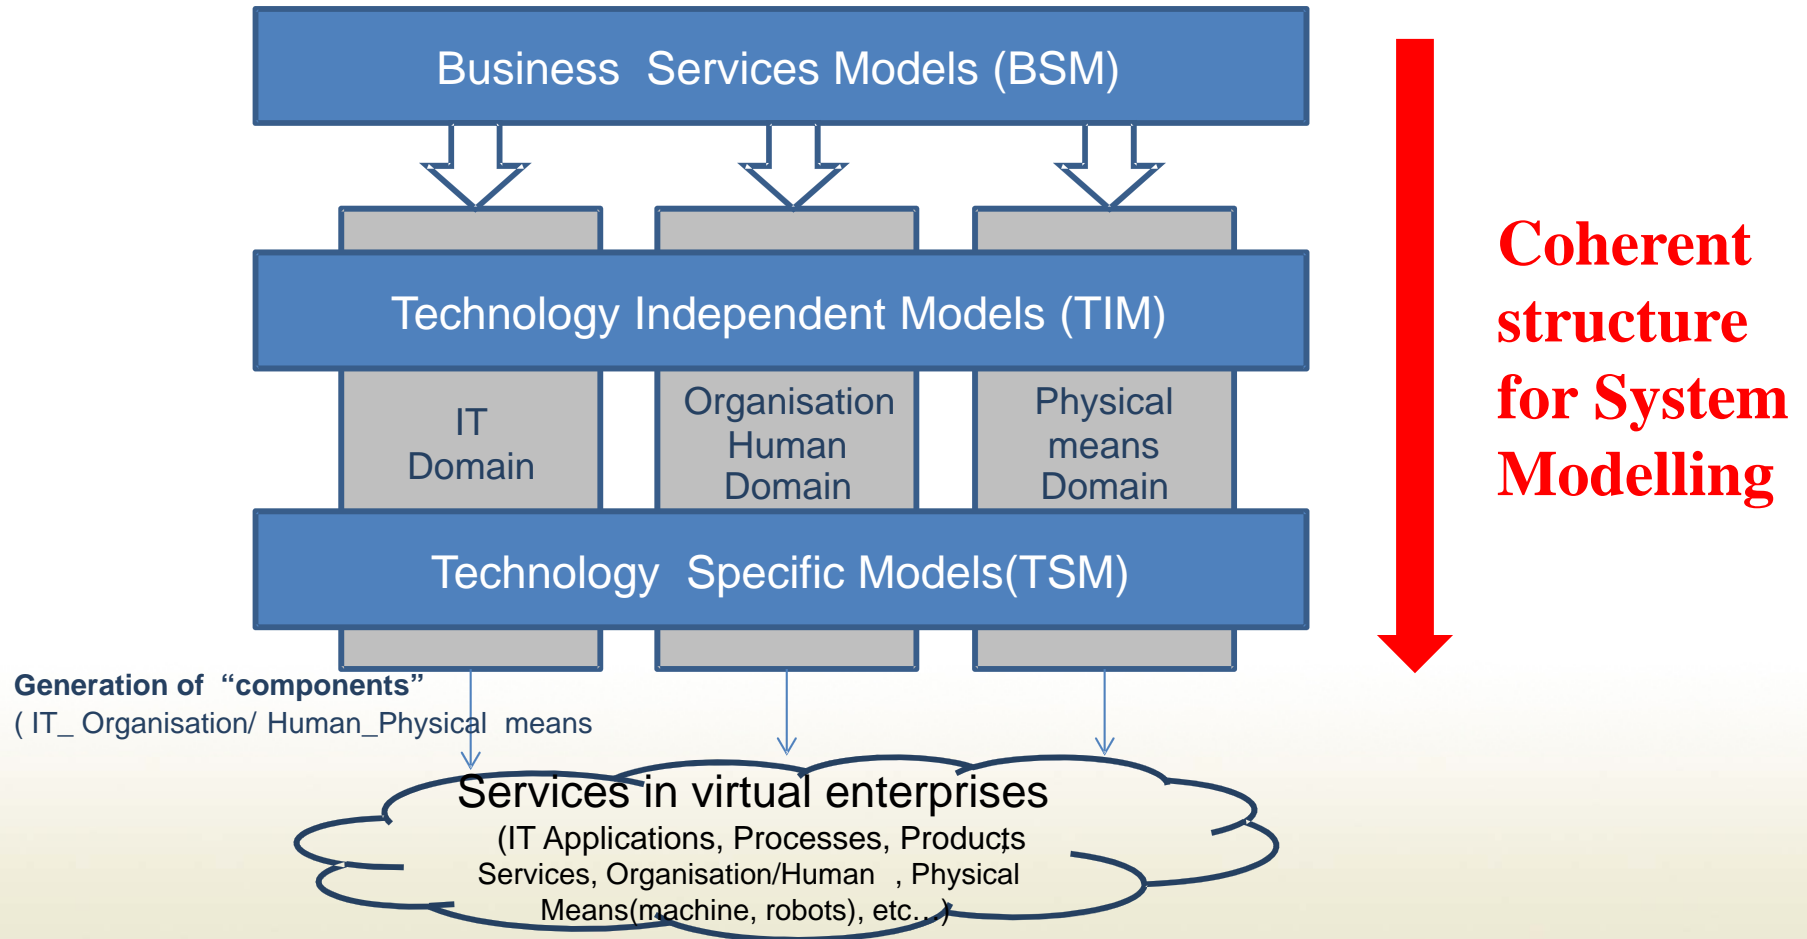 Business  Services Models (BSM)
Technology Independent Models (TIM)
IT
Domain
Organisation
Human
Domain
Physical
means
Domain
Technology  Specific Models(TSM)
Coherent
structure
for System
Modelling
Generation of  “components”
( IT_ Organisation/ Human_Physical  means
Services in virtual enterprises
(IT Applications, Processes, Products,
Services, Organisation/Human  , Physical
Means(machine, robots), etc…)